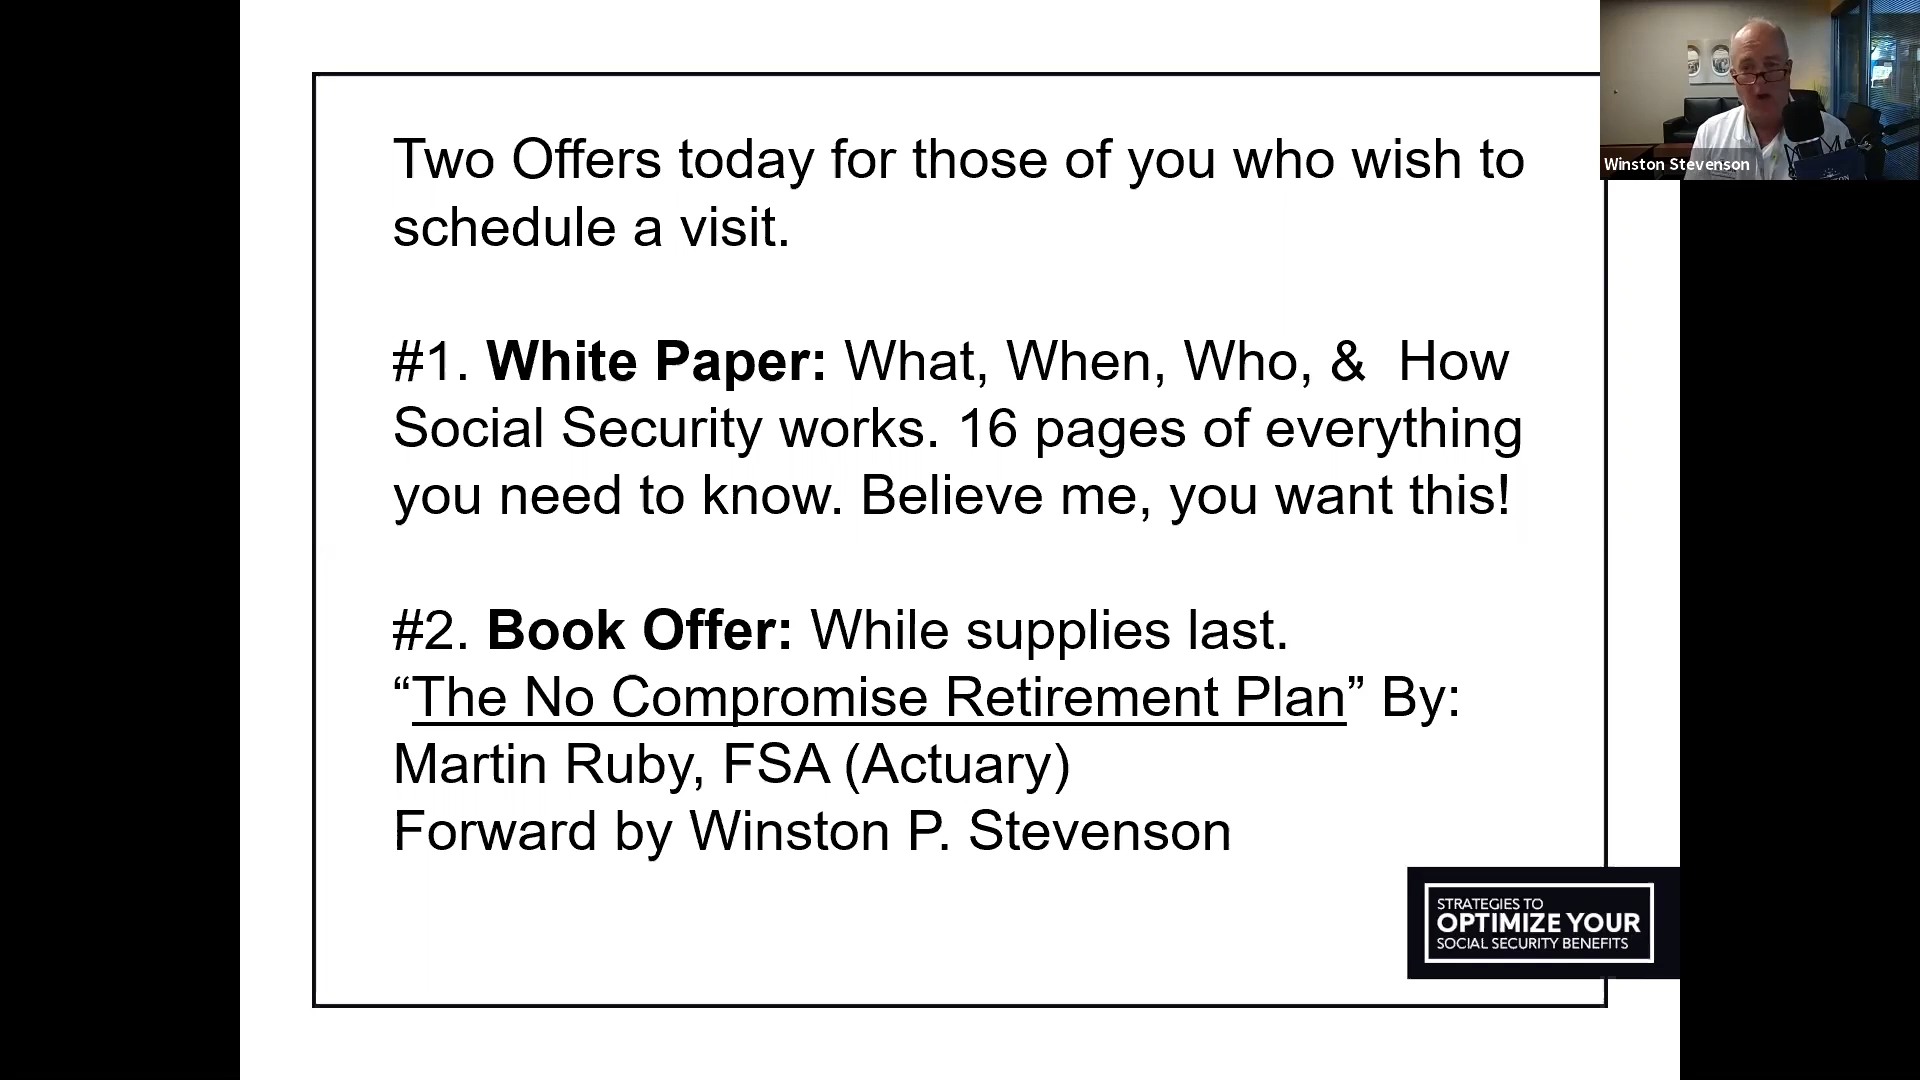 Two Offers today for those of you who wish to
schedule a visit.
#1. White Paper: What, When, Who, &  How
Social Security works. 16 pages of everything
you need to know. Believe me, you want this!
#2. Book Offer: While supplies last.
“The No Compromise Retirement Plan” By:
Martin Ruby, FSA (Actuary)
Forward by Winston P. Stevenson
STRATEGIES TO
OPTIMIZE YOUR
SOCIAL SECURITY BENEFITS
Winston Stevenson